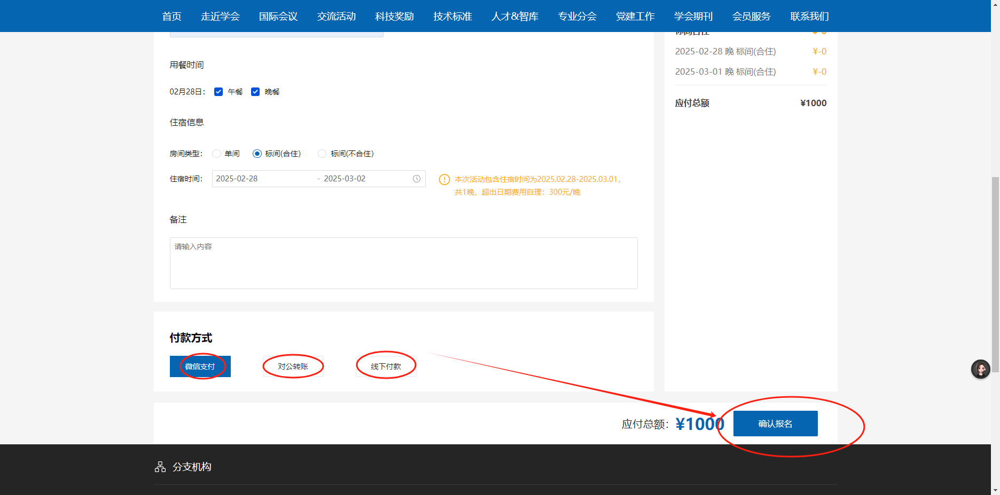 首页 走近学会 国际会议 交流活动 科技奖励 技术标准 人才&智库 专业分会 党建工作 学会期刊 会员服务 联系我们
用餐时间
02月28日： 午餐 晚餐
住宿信息
房间类型： 单间 标间(合住) 标间(不合住)
住宿时间： 2025-02-28 - 2025-03-02
本次活动包含住宿时间为2025.02.28-2025.03.01，
共1晚，超出日期费用自理：300元/晚
备注
请输入内容
付款方式
微信支付 对公转账 线下付款
标间合住 ¥-0
2025-02-28 晚 标间(合住) ¥-0
2025-03-01 晚 标间(合住) ¥-0
应付总额 ¥1000
应付总额： ¥1000 确认报名
分支机构